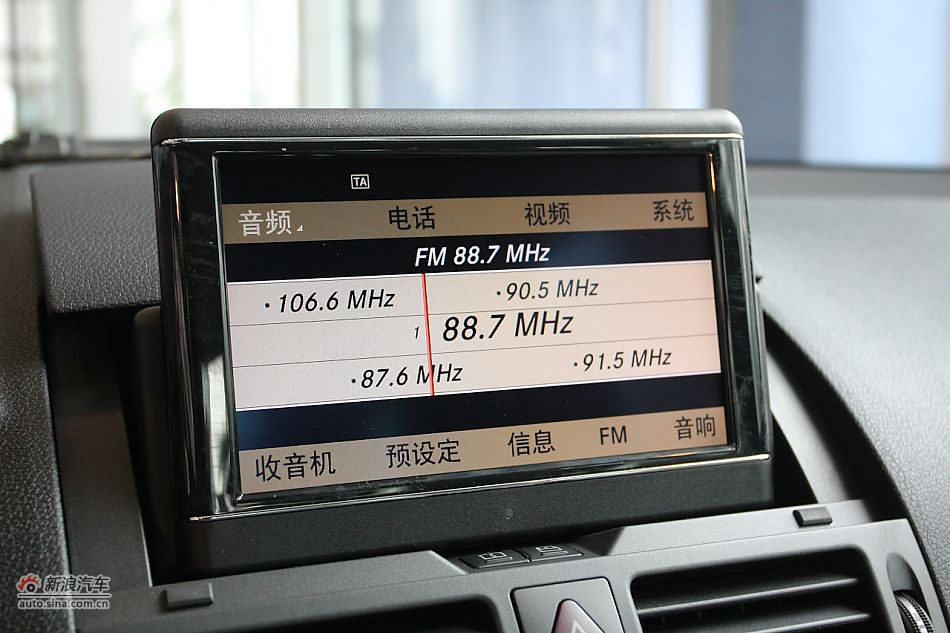 TA
音频 电话 视频 系统
FM 88.7 MHz
·106.6 MHz ·90.5 MHz
1 88.7 MHz
·87.6 MHz ·91.5 MHz
收音机 预设定 信息 FM 音响
新浪汽车
auto.sina.com.cn